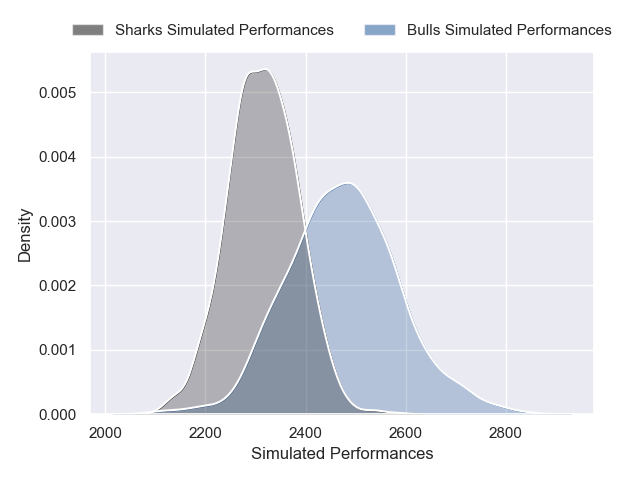 Sharks Simulated Performances Bulls Simulated Performances
0.005
0.004
0.003
0.002
0.001
0.000
Density
2000 2200 2400 2600 2800
Simulated Performances